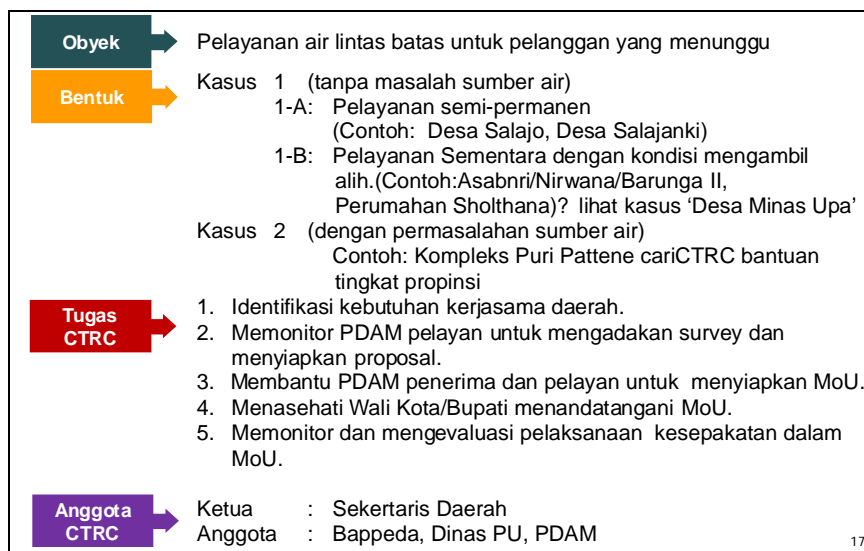 Obyek
Pelayanan air lintas batas untuk pelanggan yang menunggu
Bentuk
Kasus 1 (tanpa masalah sumber air)
1-A: Pelayanan semi-permanen
(Contoh: Desa Salajo, Desa Salajanki)
1-B: Pelayanan Sementara dengan kondisi mengambil
alih.(Contoh:Asabnri/Nirwana/Barunga II,
Perumahan Sholthana)? lihat kasus ‘Desa Minas Upa’
Kasus 2 (dengan permasalahan sumber air)
Contoh: Kompleks Puri Pattene cariCTRC bantuan
tingkat propinsi
Tugas
CTRC
1. Identifikasi kebutuhan kerjasama daerah.
2. Memonitor PDAM pelayan untuk mengadakan survey dan
menyiapkan proposal.
3. Membantu PDAM penerima dan pelayan untuk menyiapkan MoU.
4. Menasehati Wali Kota/Bupati menandatangani MoU.
5. Memonitor dan mengevaluasi pelaksanaan kesepakatan dalam
MoU.
Anggota
CTRC
Ketua : Sekertaris Daerah
Anggota : Bappeda, Dinas PU, PDAM
17